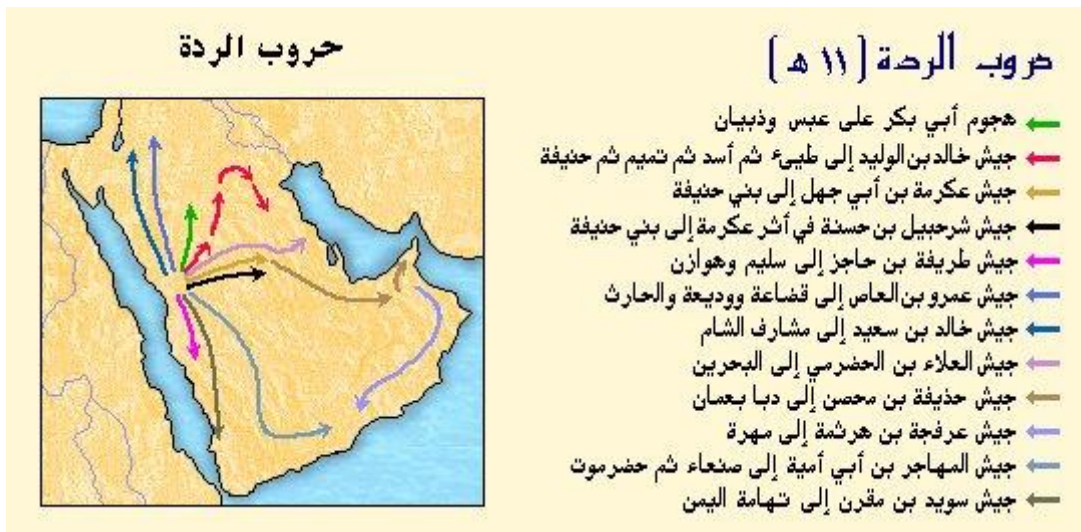 حروب الردة
حروب الردة (١١ هـ)
هجوم أبي بكر على عبس وذبيان
جيش خالد بن الوليد إلى طييء ثم أسد ثم تميم ثم حنيفة
جيش عكرمة بن أبي جهل إلى بني حنيفة
جيش شرحبيل بن حسنة في أثر عكرمة إلى بني حنيفة
جيش طريفة بن حاجز إلى سليم وهوازن
جيش عمرو بن العاص إلى قضاعة ووديعة والحارث
جيش خالد بن سعيد إلى مشارف الشام
جيش العلاء بن الحضرمي إلى البحرين
جيش حذيفة بن محصن إلى دبا بعمان
جيش عرفجة بن هرثمة إلى مهرة
جيش المهاجر بن أبي أمية إلى صنعاء ثم حضرموت
جيش سويد بن مقرن إلى تهامة اليمن